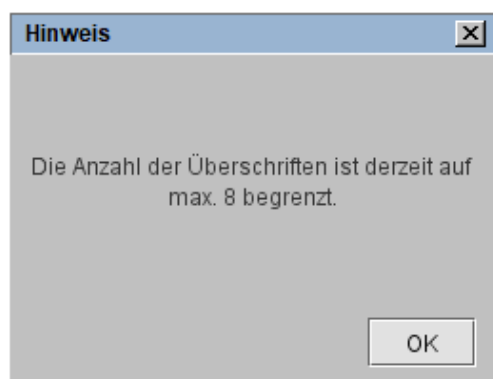 Hinweis
Die Anzahl der Überschriften ist derzeit auf
max. 8 begrenzt.
OK